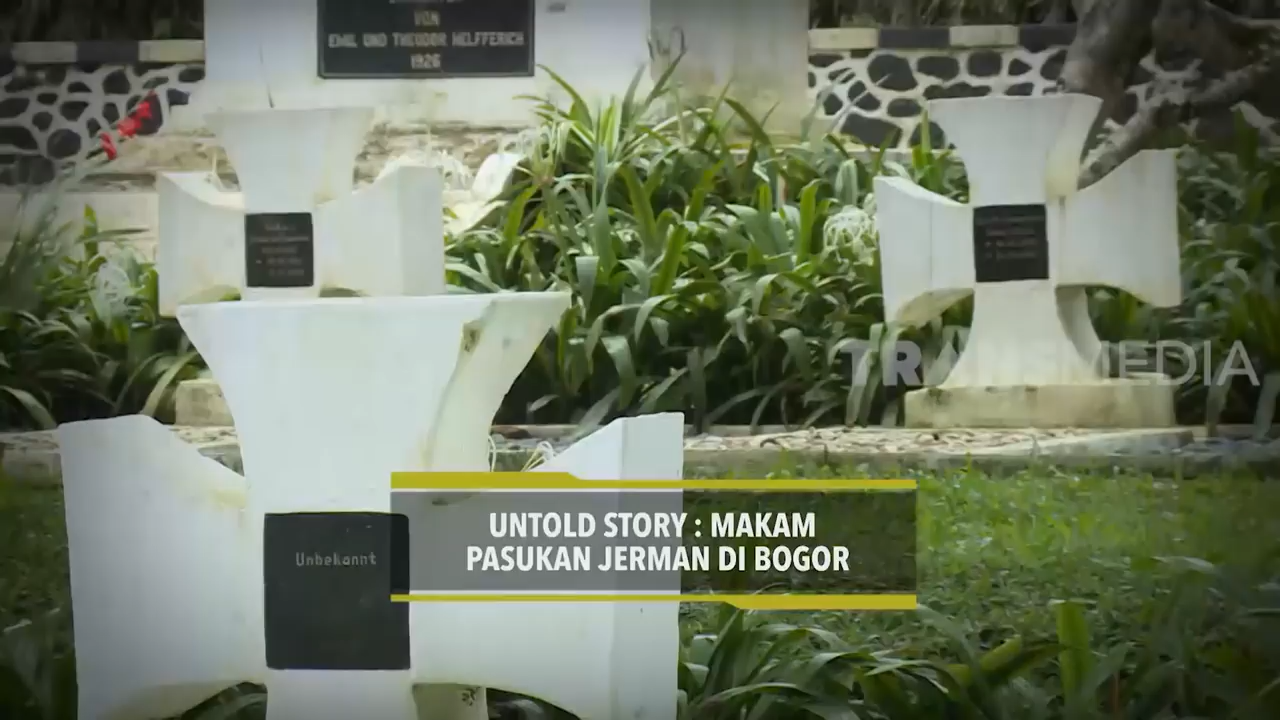 VON
EMIL UND THEODOR HELFFERICH
1926
TRANSMEDIA
UNTOLD STORY : MAKAM
PASUKAN JERMAN DI BOGOR
Unbekannt